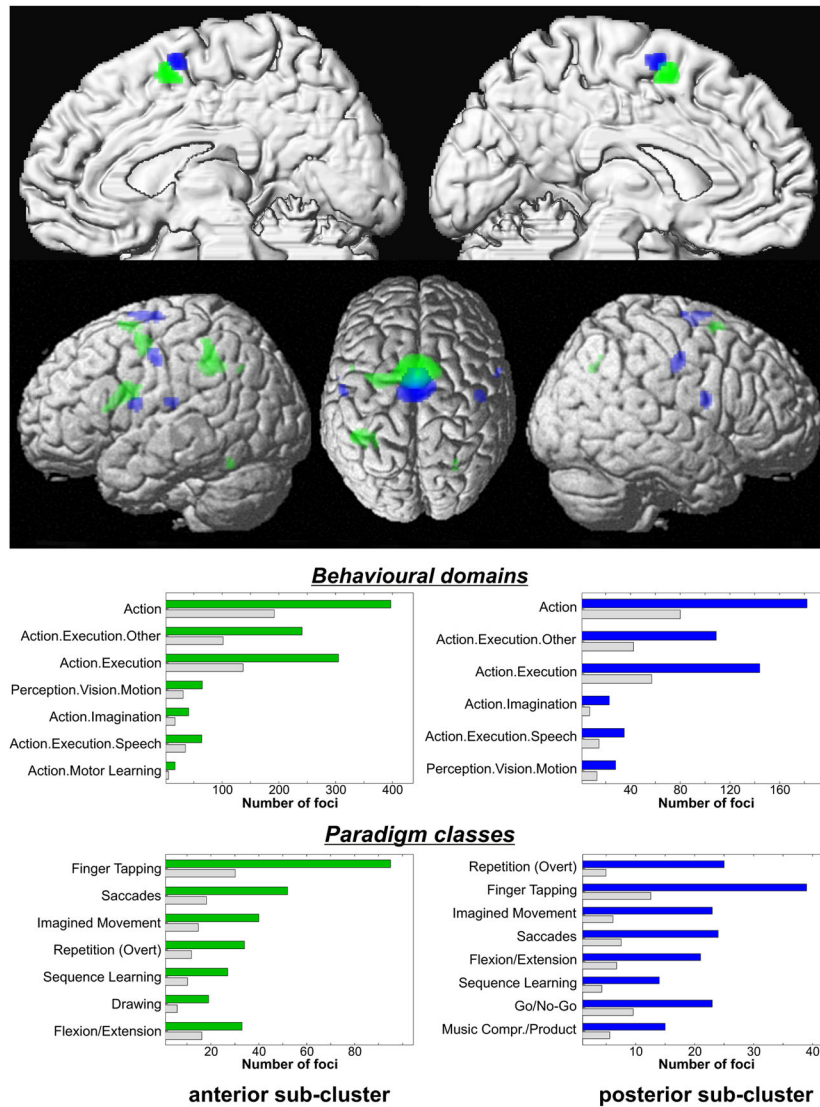 Behavioural domains
Action
Action.Execution.Other
Action.Execution
Perception.Vision.Motion
Action.Imagination
Action.Execution.Speech
Action.Motor Learning
100 200 300 400
Number of foci
Action
Action.Execution.Other
Action.Execution
Action.Imagination
Action.Execution.Speech
Perception.Vision.Motion
40 80 120 160
Number of foci
Paradigm classes
Finger Tapping
Saccades
Imagined Movement
Repetition (Overt)
Sequence Learning
Drawing
Flexion/Extension
20 40 60 80 100
Number of foci
anterior sub-cluster
Repetition (Overt)
Finger Tapping
Imagined Movement
Saccades
Flexion/Extension
Sequence Learning
Go/No-Go
Music Compr./Product
10 20 30 40
Number of foci
posterior sub-cluster